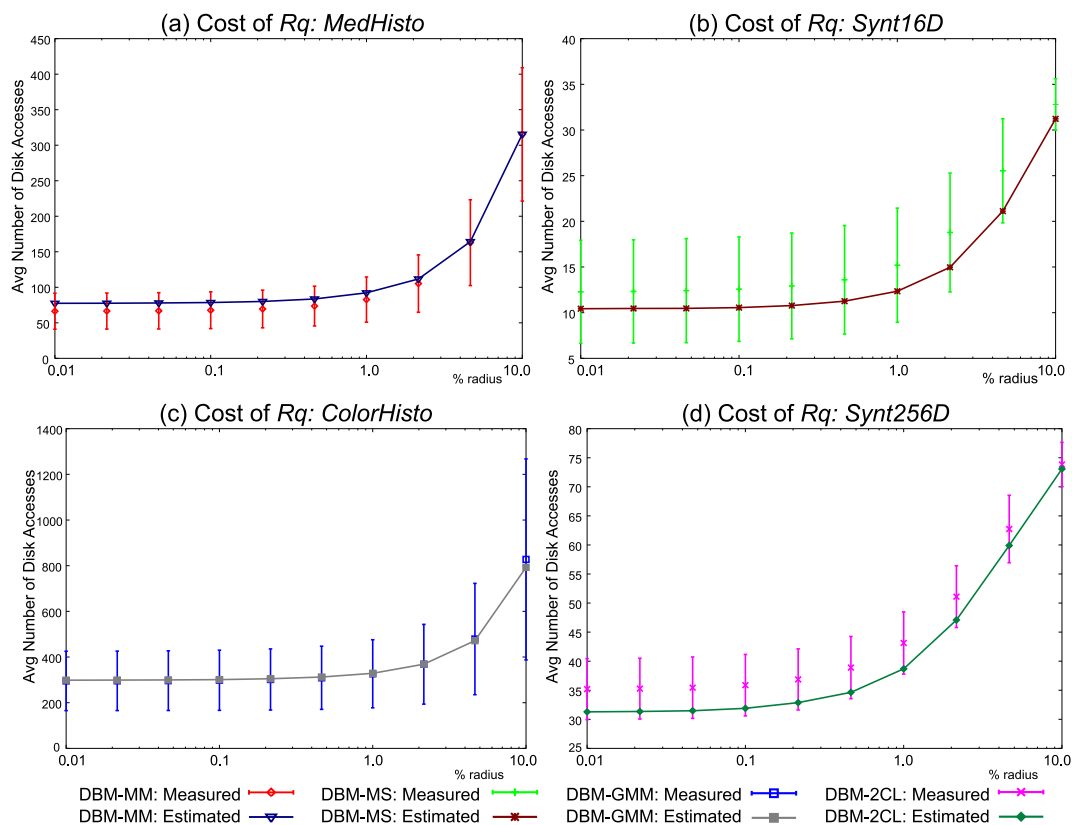 (a) Cost of Rq: MedHisto
Avg Number of Disk Accesses
450
400
350
300
250
200
150
100
50
0
0.01
0.1
1.0
10.0
% radius
(b) Cost of Rq: Synt16D
Avg Number of Disk Accesses
40
35
30
25
20
15
10
5
0.01
0.1
1.0
10.0
% radius
(c) Cost of Rq: ColorHisto
Avg Number of Disk Accesses
1400
1200
1000
800
600
400
200
0
0.01
0.1
1.0
10.0
% radius
(d) Cost of Rq: Synt256D
Avg Number of Disk Accesses
80
75
70
65
60
55
50
45
40
35
30
25
0.01
0.1
1.0
10.0
% radius
DBM-MM: Measured
DBM-MS: Measured
DBM-GMM: Measured
DBM-2CL: Measured
DBM-MM: Estimated
DBM-MS: Estimated
DBM-GMM: Estimated
DBM-2CL: Estimated